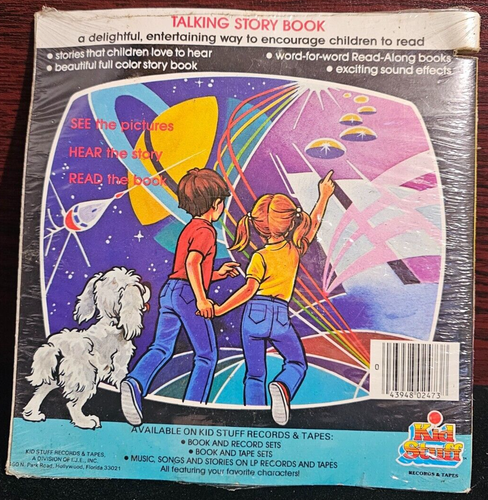 TALKING STORY BOOK
a delightful, entertaining way to encourage children to read
• stories that children love to hear
• word-for-word Read-Along books
• beautiful full color story book
• exciting sound effects
SEE the pictures
HEAR the story
READ the book
0 43948 02473
AVAILABLE ON KID STUFF RECORDS & TAPES:
• BOOK AND RECORD SETS
• BOOK AND TAPE SETS
• MUSIC, SONGS AND STORIES ON LP RECORDS AND TAPES
All featuring your favorite characters!
KID STUFF RECORDS & TAPES,
A DIVISION OF I.J.E., INC.
N. Park Road, Hollywood, Florida 33021
Kid
Stuff
RECORDS & TAPES